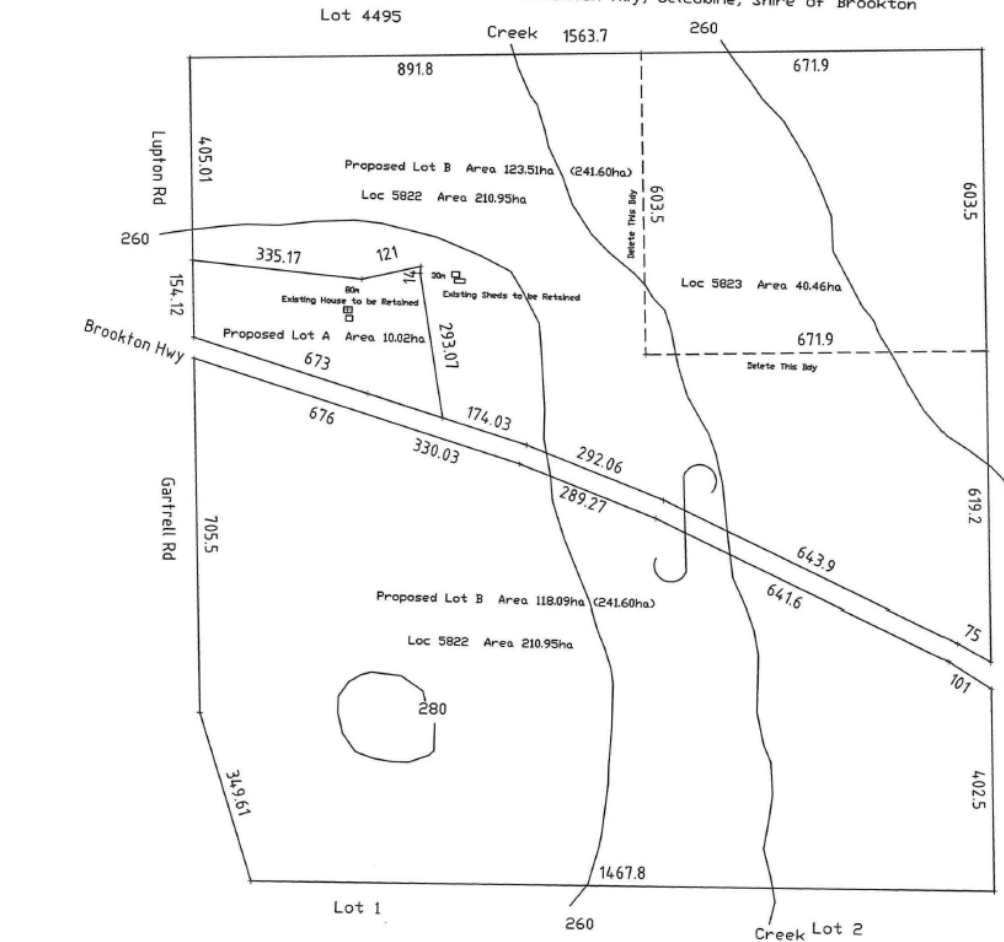 Hwy, Shire of Brookton
Lot 4495
Creek
1563.7
260
891.8
671.9
Lupton Rd
405.01
Proposed Lot B Area 123.51ha (241.60ha)
Loc 5822 Area 210.95ha
Delete This Bdy
603.5
603.5
260
335.17
121
17
30m
Existing Sheds to be Retained
80m
Existing House to be Retained
Loc 5823 Area 40.46ha
154.12
Proposed Lot A Area 10.02ha
293.07
671.9
Delete This Bdy
Brookton Hwy
673
676
174.03
330.03
292.06
289.27
Gartrell Rd
705.5
619.2
643.9
641.6
75
101
Proposed Lot B Area 118.09ha (241.60ha)
Loc 5822 Area 210.95ha
280
349.61
402.5
1467.8
Lot 1
260
Creek
Lot 2